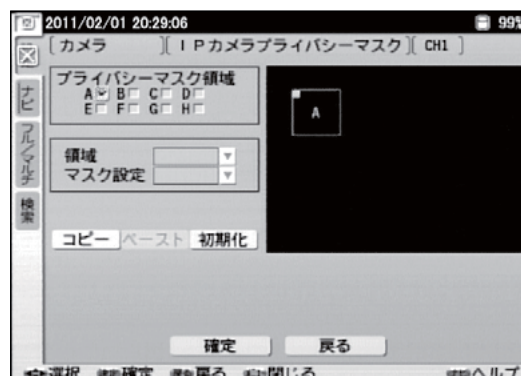 2011/02/01 20:29:06 99%
[カメラ ][ＩＰカメラプライバシーマスク][ CH1 ]
ナビ
フル/マルチ
検索
プライバシーマスク領域
A B C D
E F G H
領域
マスク設定
コピー ペースト 初期化
A
確定 戻る
選択 確定 戻る 閉じる ヘルプ